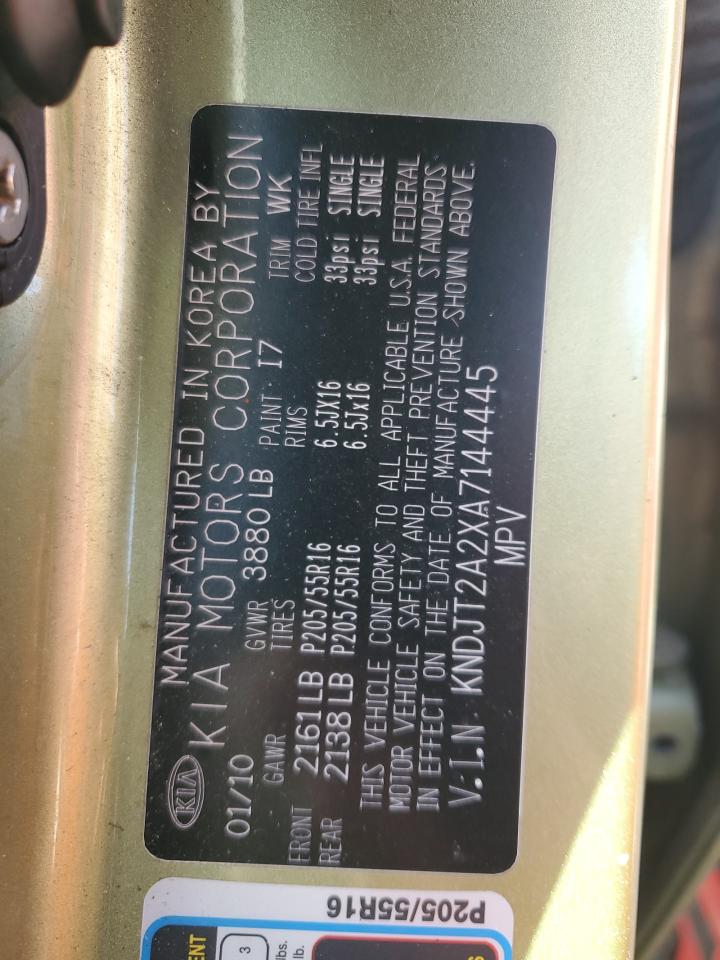 KIA MANUFACTURED IN KOREA BY
KIA MOTORS CORPORATION
01/10 GVWR 3880 LB PAINT I7 TRIM WK
GAWR TIRES RIMS COLD TIRE INFL
FRONT 2161 LB P205/55R16 6.5JX16 33psi SINGLE
REAR 2138 LB P205/55R16 6.5Jx16 33psi SINGLE
THIS VEHICLE CONFORMS TO ALL APPLICABLE U.S.A. FEDERAL
MOTOR VEHICLE SAFETY AND THEFT PREVENTION STANDARDS
IN EFFECT ON THE DATE OF MANUFACTURE SHOWN ABOVE.
V.I.N KNDJT2A2XA7144445
MPV
P205/55R16
3
lbs.
lb.